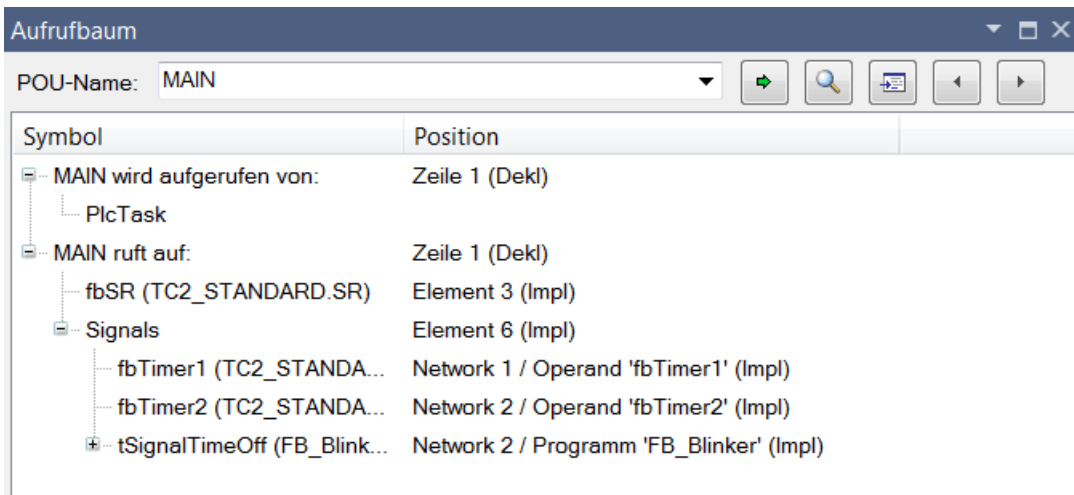 Aufrufbaum
POU-Name: MAIN
Symbol Position
MAIN wird aufgerufen von: Zeile 1 (Dekl)
PlcTask
MAIN ruft auf: Zeile 1 (Dekl)
fbSR (TC2_STANDARD.SR) Element 3 (Impl)
Signals Element 6 (Impl)
fbTimer1 (TC2_STANDA... Network 1 / Operand 'fbTimer1' (Impl)
fbTimer2 (TC2_STANDA... Network 2 / Operand 'fbTimer2' (Impl)
tSignalTimeOff (FB_Blink... Network 2 / Programm 'FB_Blinker' (Impl)